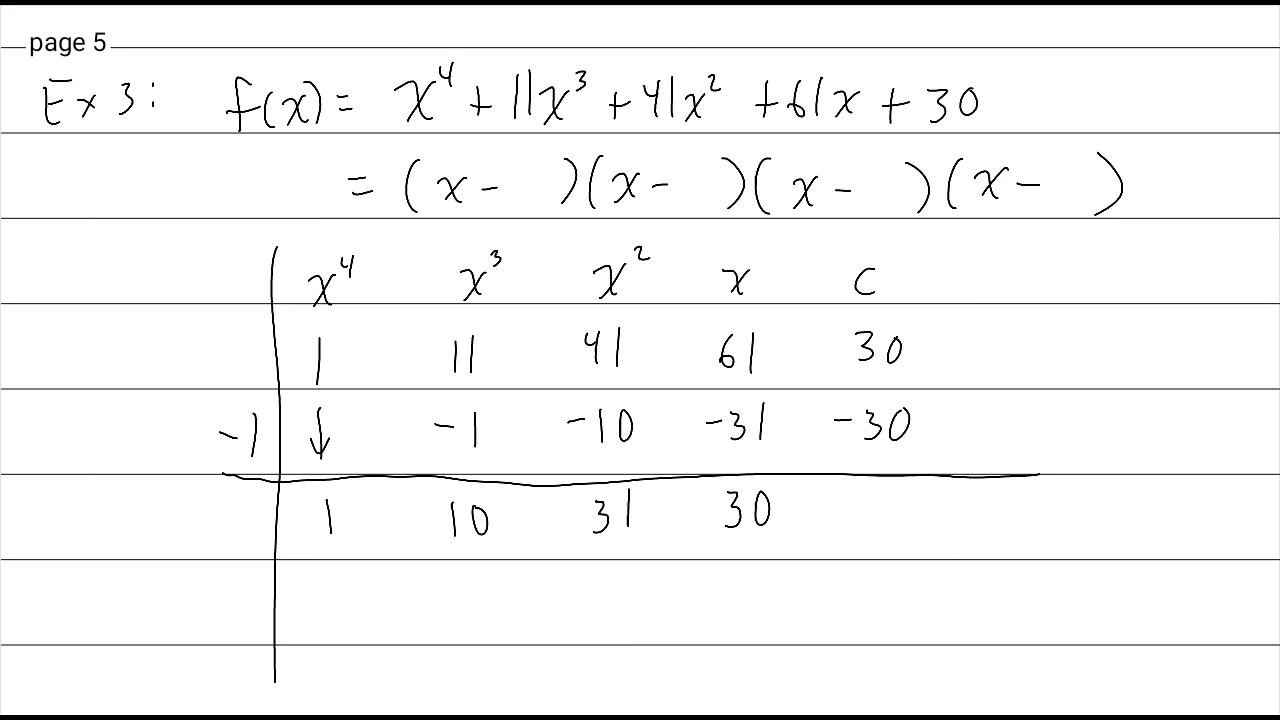 page 5
Ex 3: f(x) = x⁴ + 11x³ + 41x² + 61x + 30
= (x - )(x - )(x - )(x - )
x⁴ x³ x² x c
1 11 41 61 30
-1 ↓ -1 -10 -31 -30
1 10 31 30